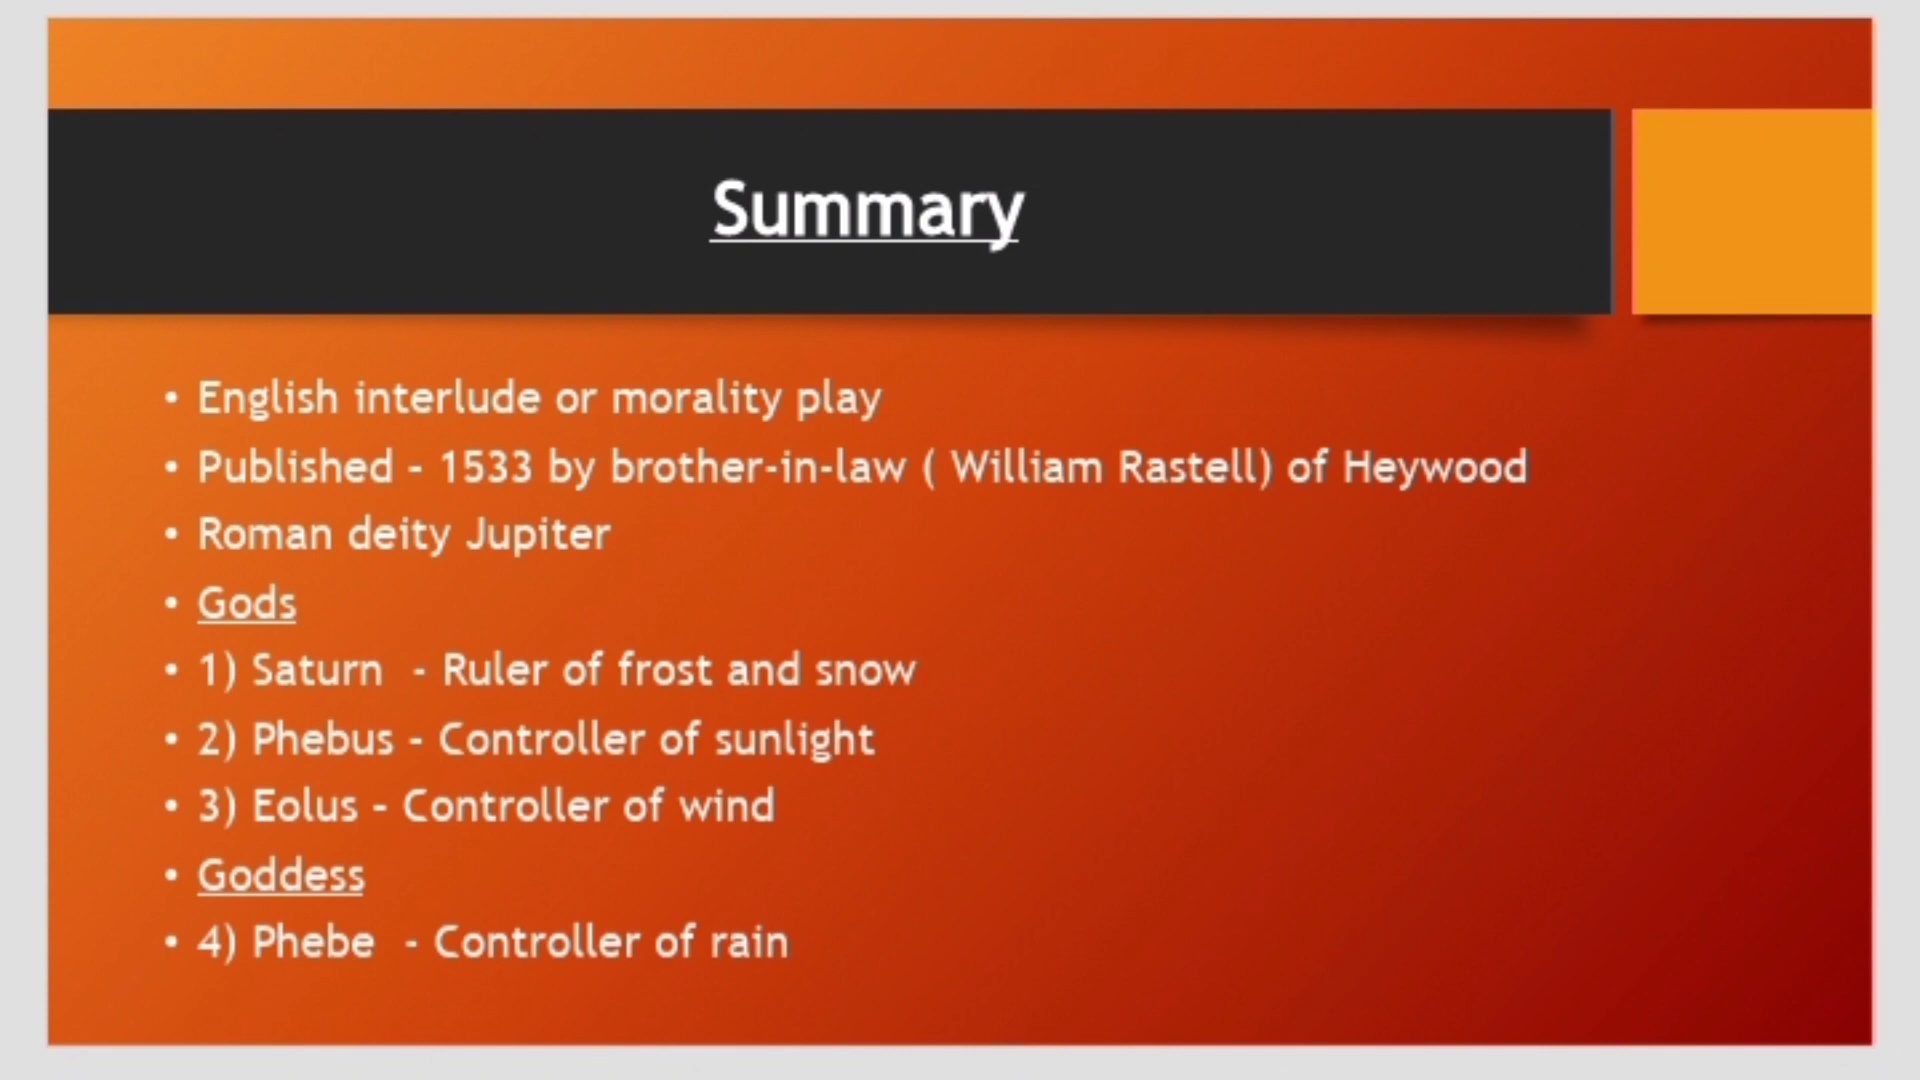 Summary
• English interlude or morality play
• Published – 1533 by brother-in-law ( William Rastell) of Heywood
• Roman deity Jupiter
• Gods
• 1) Saturn  - Ruler of frost and snow
• 2) Phebus – Controller of sunlight
• 3) Eolus – Controller of wind
• Goddess
• 4) Phebe  - Controller of rain